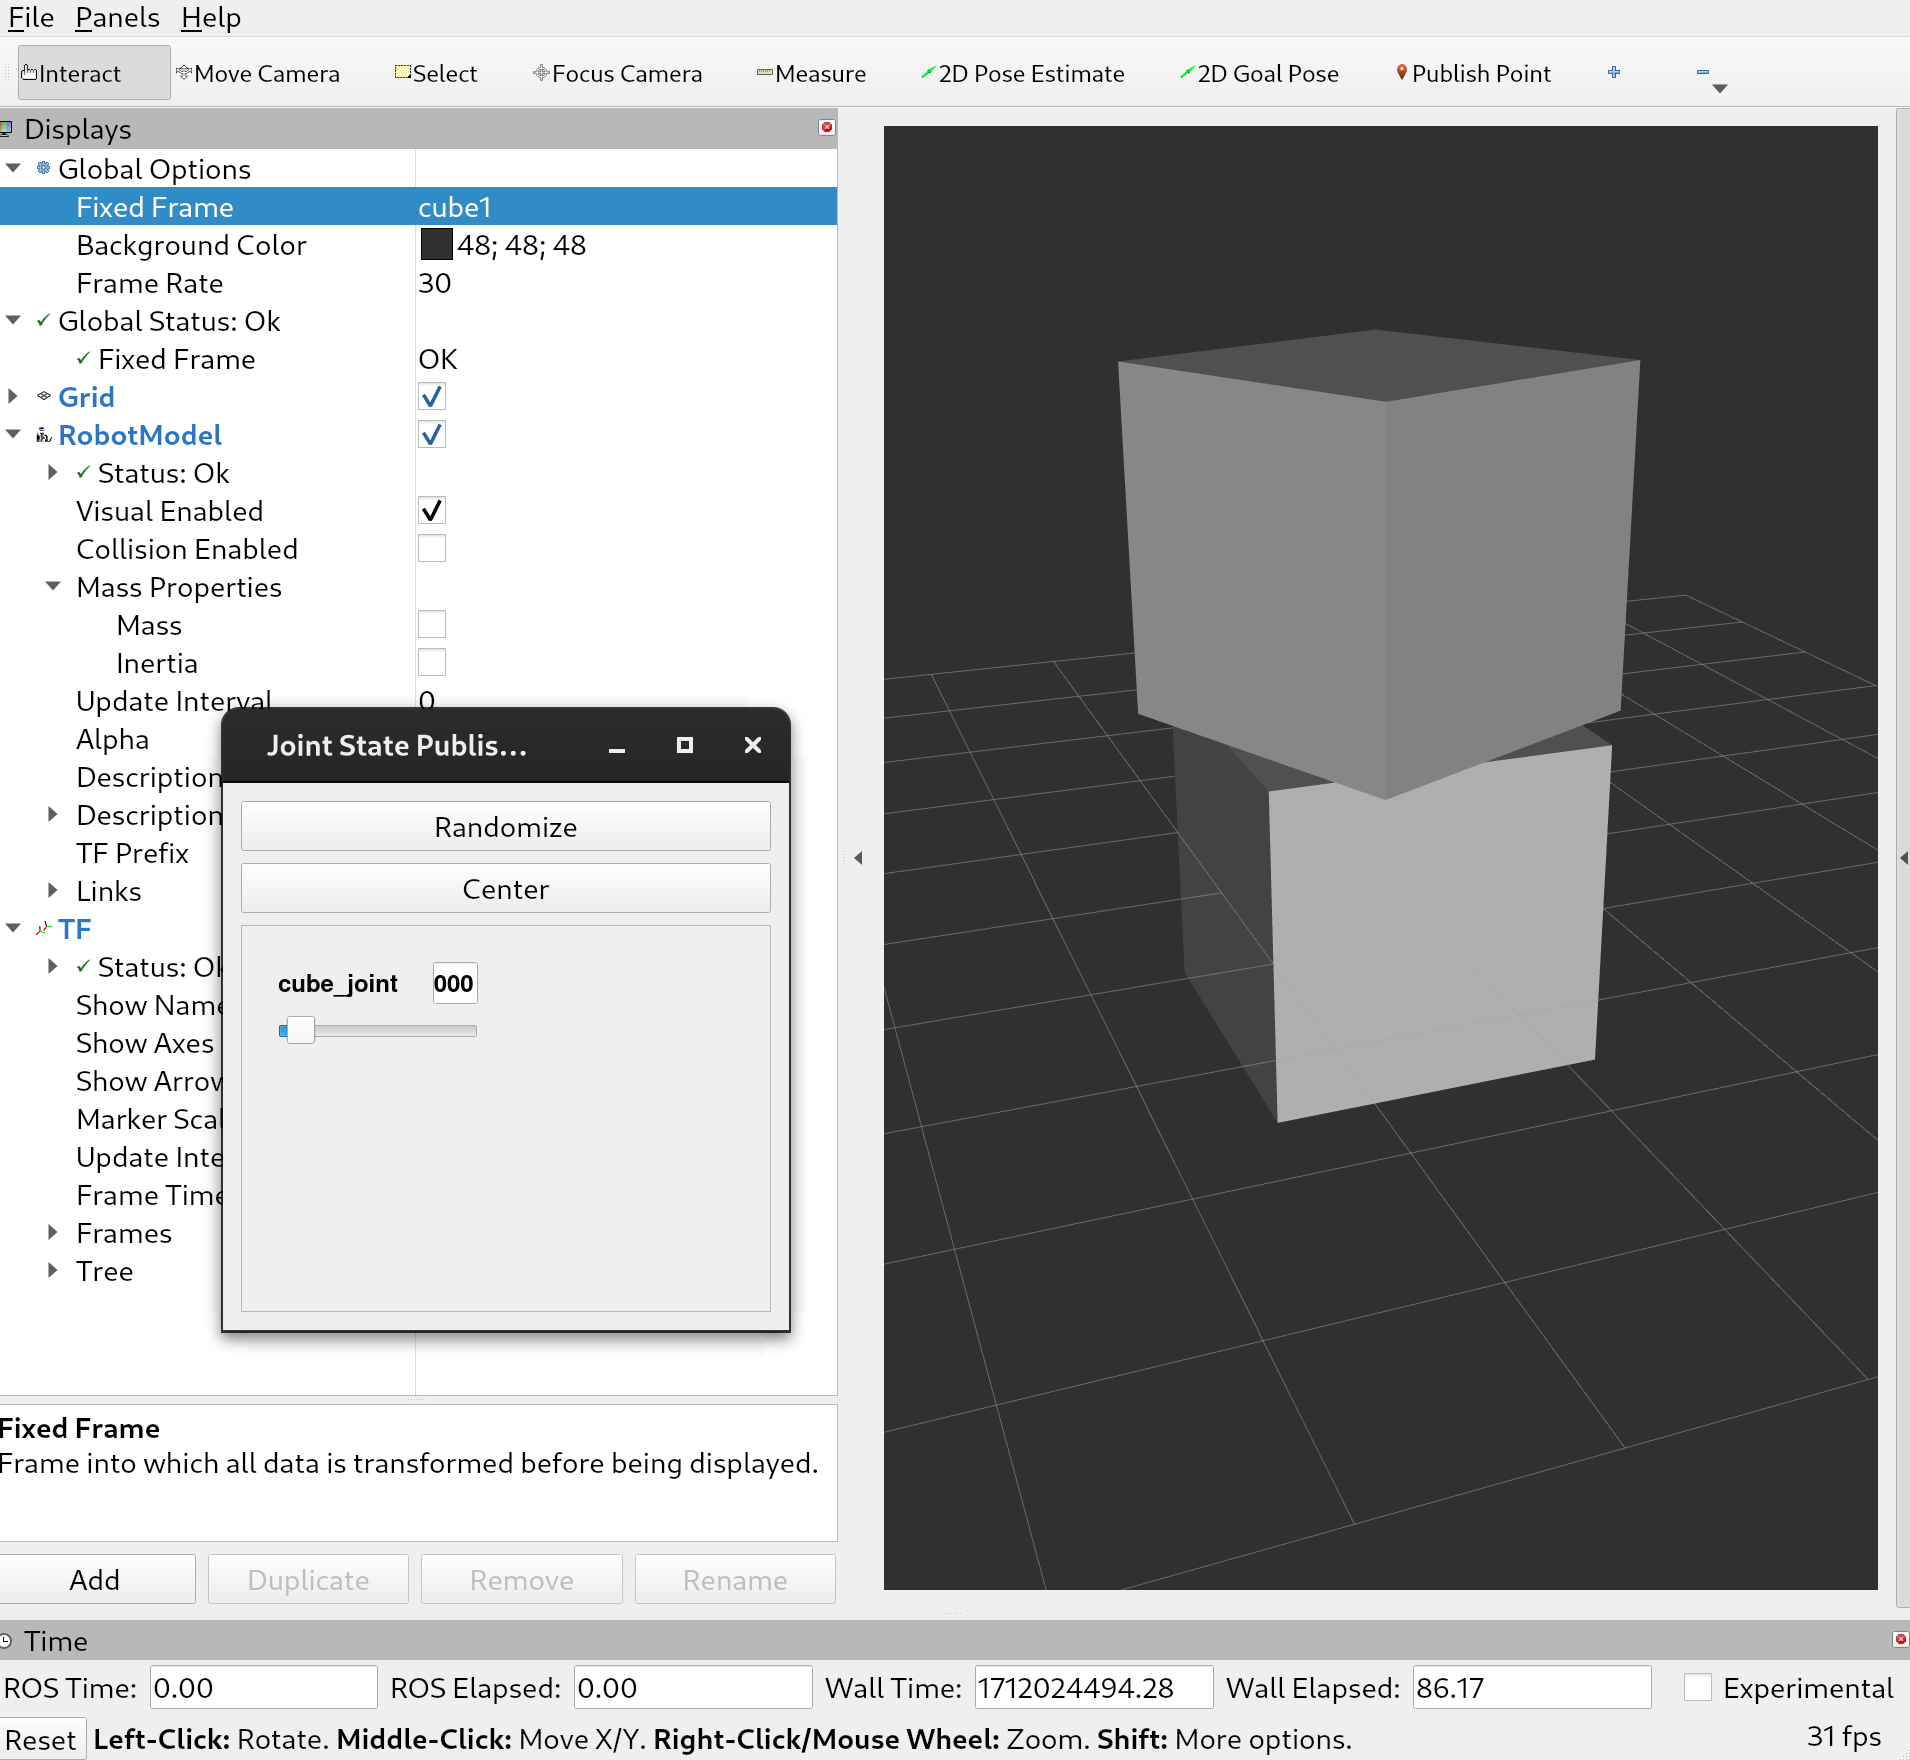 File Panels Help
Interact Move Camera Select Focus Camera Measure 2D Pose Estimate 2D Goal Pose Publish Point
Displays
Global Options
Fixed Frame cube1
Background Color 48; 48; 48
Frame Rate 30
Global Status: Ok
Fixed Frame OK
Grid
RobotModel
Status: Ok
Visual Enabled
Collision Enabled
Mass Properties
Mass
Inertia
Update Interval 0
Alpha
Description
Description
TF Prefix
Links
TF
Status: Ok
Show Name
Show Axes
Show Arrow
Marker Scal
Update Inte
Frame Time
Frames
Tree
Joint State Publis...
Randomize
Center
cube_joint 000
Fixed Frame
Frame into which all data is transformed before being displayed.
Add Duplicate Remove Rename
Time
ROS Time: 0.00 ROS Elapsed: 0.00 Wall Time: 1712024494.28 Wall Elapsed: 86.17 Experimental
Reset Left-Click: Rotate. Middle-Click: Move X/Y. Right-Click/Mouse Wheel: Zoom. Shift: More options. 31 fps